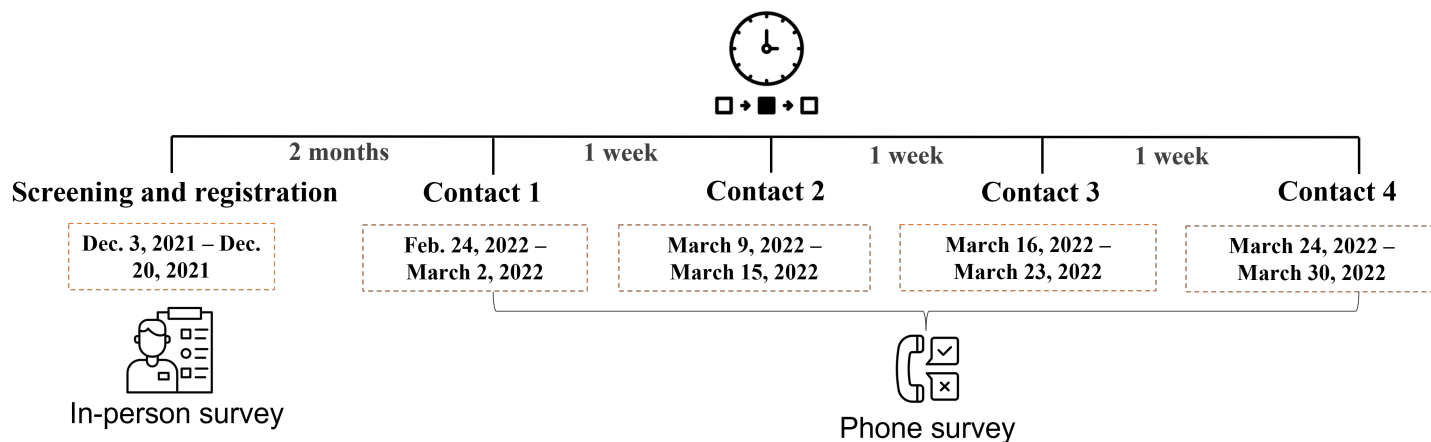 2 months
1 week
1 week
1 week
Screening and registration
Contact 1
Contact 2
Contact 3
Contact 4
Dec. 3, 2021 – Dec.
20, 2021
Feb. 24, 2022 –
March 2, 2022
March 9, 2022 –
March 15, 2022
March 16, 2022 –
March 23, 2022
March 24, 2022 –
March 30, 2022
In-person survey
Phone survey